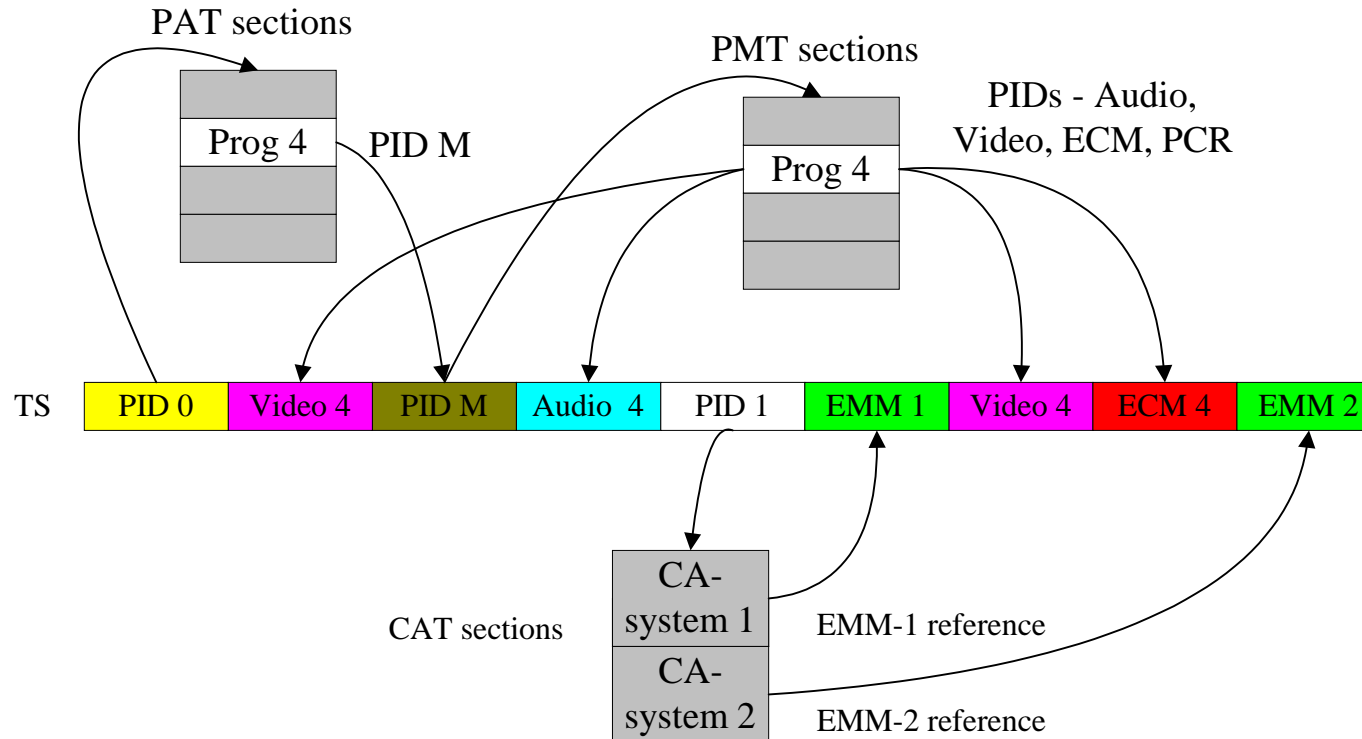 PAT sections
PMT sections
PIDs - Audio,
Video, ECM, PCR
Prog 4
PID M
Prog 4
TS
PID 0
Video 4
PID M
Audio 4
PID 1
EMM 1
Video 4
ECM 4
EMM 2
CA-
system 1
CAT sections
EMM-1 reference
CA-
system 2
EMM-2 reference